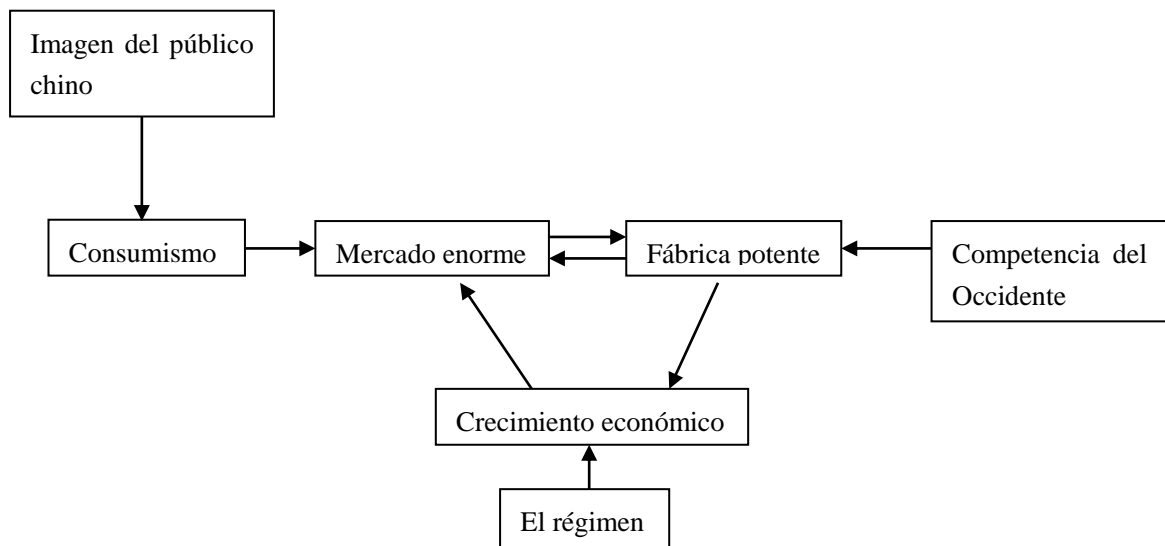 Imagen del público
chino
Consumismo
Mercado enorme
Fábrica potente
Competencia del
Occidente
Crecimiento económico
El régimen